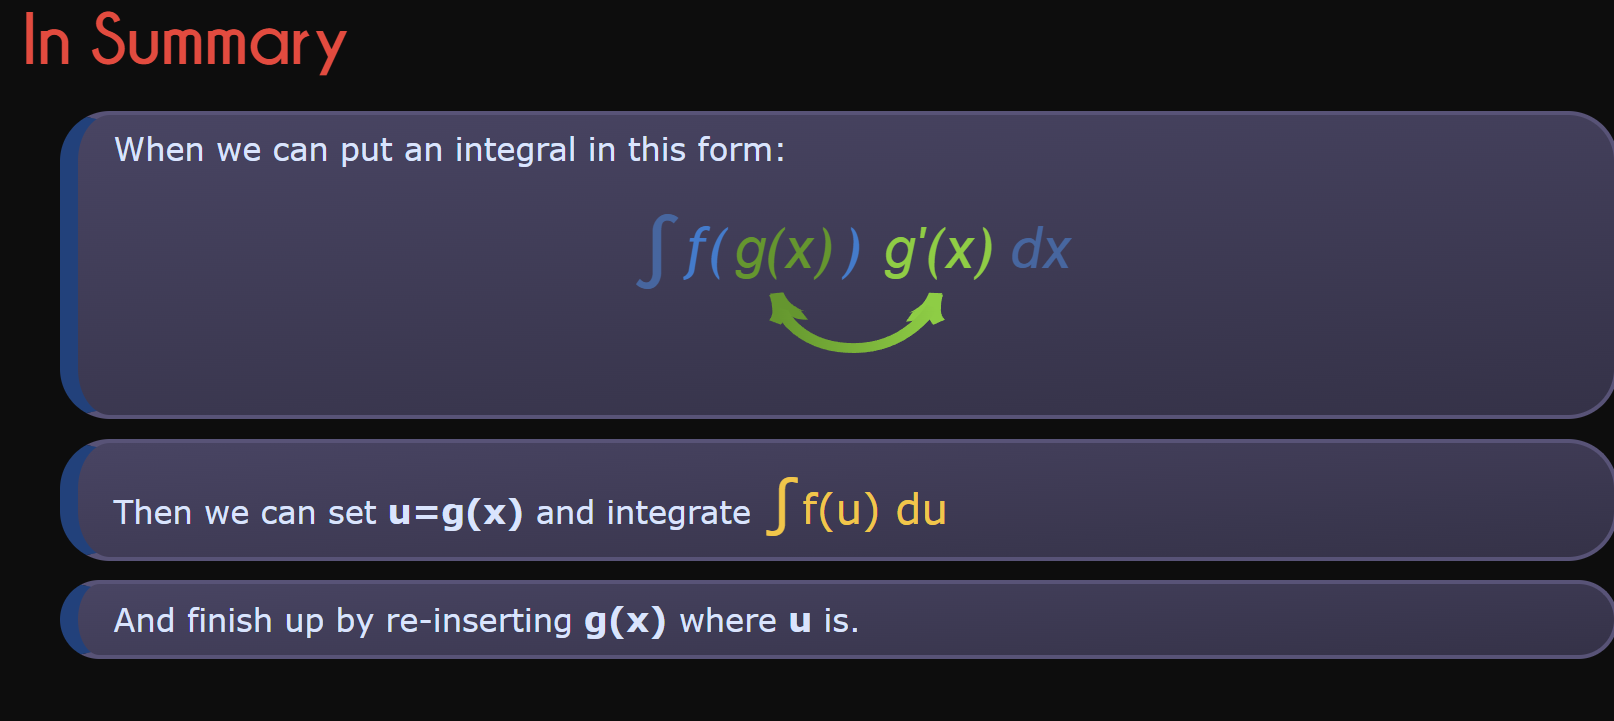 In Summary
When we can put an integral in this form:
∫ f( g(x) ) g'(x) dx
Then we can set u=g(x) and integrate ∫f(u) du
And finish up by re-inserting g(x) where u is.